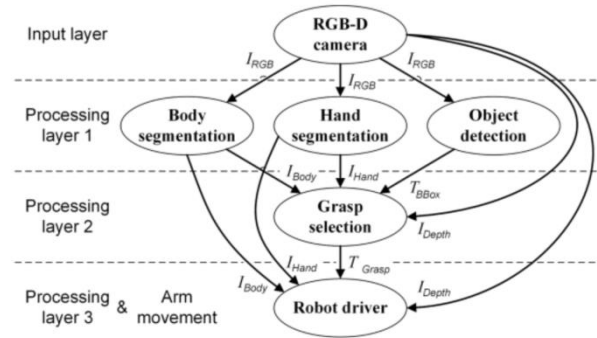 Input layer
RGB-D
camera
I_RGB
I_RGB
I_RGB
Processing
layer 1
Body
segmentation
Hand
segmentation
Object
detection
I_Body
I_Hand
T_BBox
Processing
layer 2
Grasp
selection
I_Depth
I_Body
I_Hand
T_Grasp
I_Depth
Processing
layer 3
&
Arm
movement
Robot driver